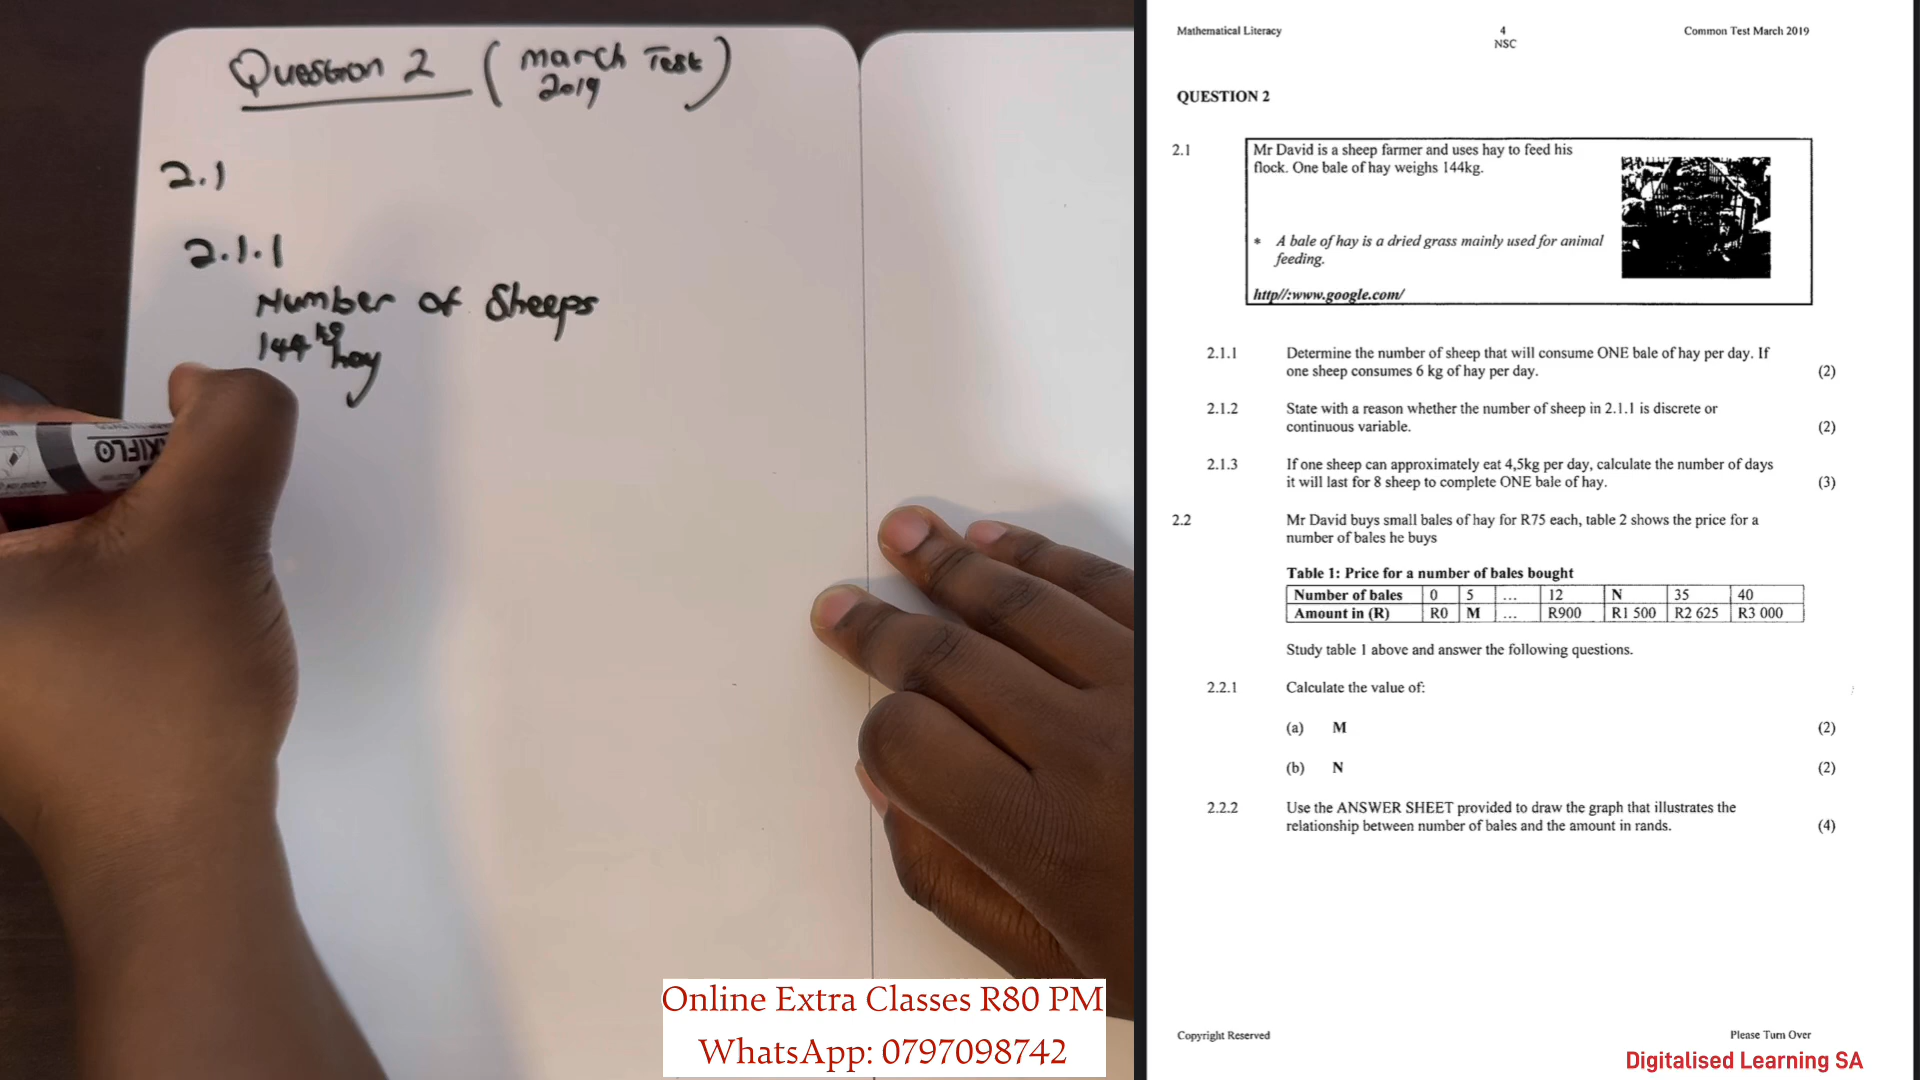 Question 2 (March Test
2019)
2.1
2.1.1
Number of Sheeps
144 kg
hay
Online Extra Classes R80 PM
WhatsApp: 0797098742
Mathematical Literacy
4
NSC
Common Test March 2019
QUESTION 2
2.1
Mr David is a sheep farmer and uses hay to feed his
flock. One bale of hay weighs 144kg.
* A bale of hay is a dried grass mainly used for animal
feeding.
http//:www.google.com/
2.1.1 Determine the number of sheep that will consume ONE bale of hay per day. If
one sheep consumes 6 kg of hay per day. (2)
2.1.2 State with a reason whether the number of sheep in 2.1.1 is discrete or
continuous variable. (2)
2.1.3 If one sheep can approximately eat 4,5kg per day, calculate the number of days
it will last for 8 sheep to complete ONE bale of hay. (3)
2.2 Mr David buys small bales of hay for R75 each, table 2 shows the price for a
number of bales he buys
Table 1: Price for a number of bales bought
Number of bales 0 5 ... 12 N 35 40
Amount in (R) R0 M ... R900 R1 500 R2 625 R3 000
Study table 1 above and answer the following questions.
2.2.1 Calculate the value of:
(a) M (2)
(b) N (2)
2.2.2 Use the ANSWER SHEET provided to draw the graph that illustrates the
relationship between number of bales and the amount in rands. (4)
Copyright Reserved
Please Turn Over
Digitalised Learning SA